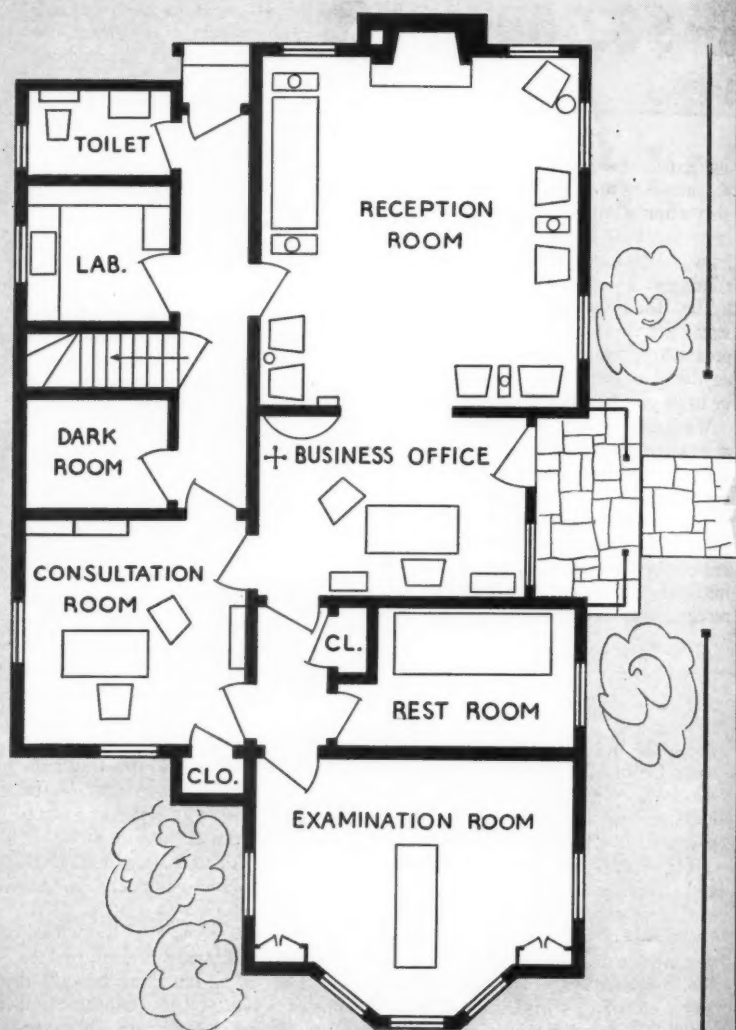 TOILET
RECEPTION
ROOM
LAB.
DARK
ROOM
BUSINESS OFFICE
CONSULTATION
ROOM
CL.
REST ROOM
CLO.
EXAMINATION ROOM